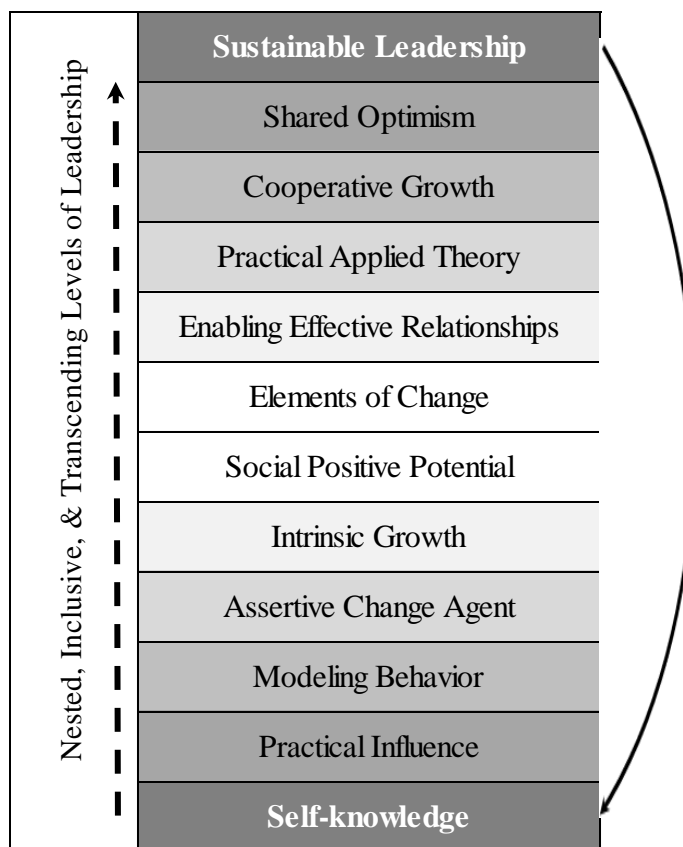 Nested, Inclusive, & Transcending Levels of Leadership
Sustainable Leadership
Shared Optimism
Cooperative Growth
Practical Applied Theory
Enabling Effective Relationships
Elements of Change
Social Positive Potential
Intrinsic Growth
Assertive Change Agent
Modeling Behavior
Practical Influence
Self-knowledge